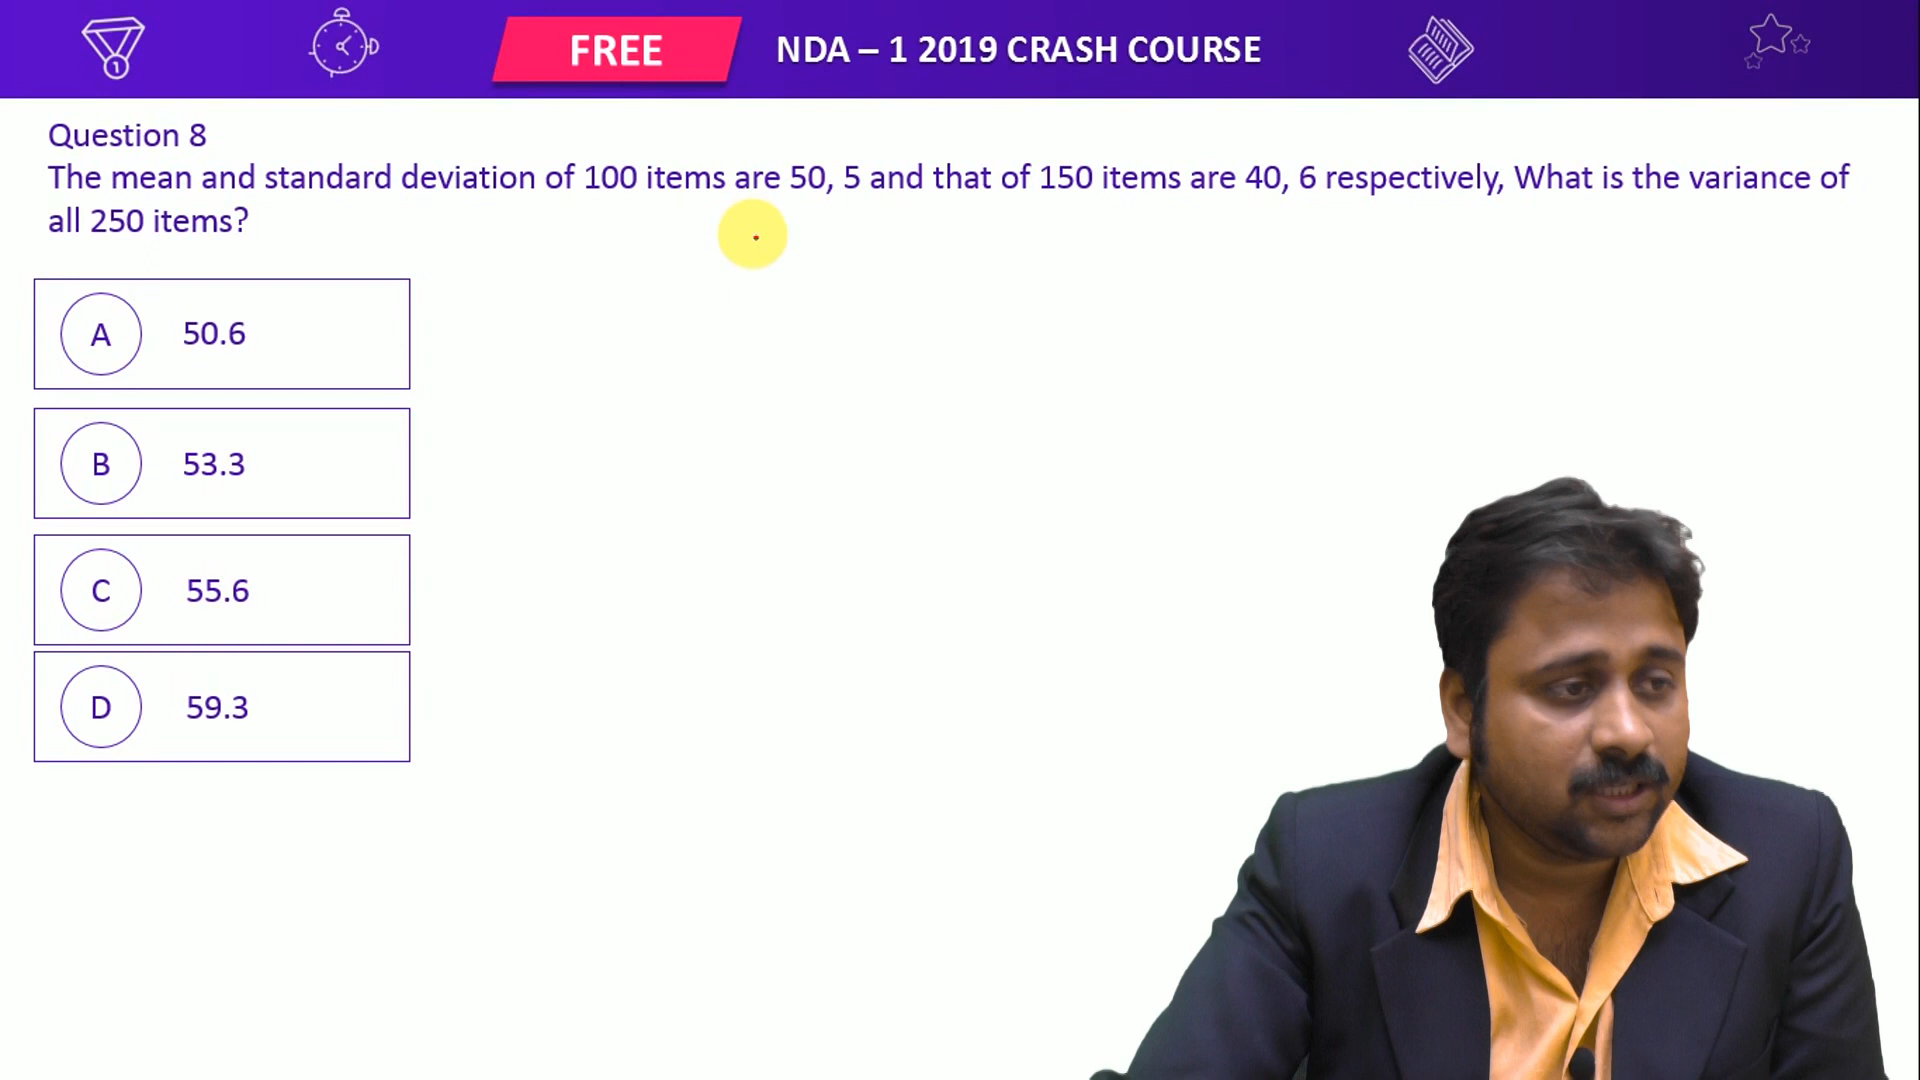 FREE NDA – 1 2019 CRASH COURSE
Question 8
The mean and standard deviation of 100 items are 50, 5 and that of 150 items are 40, 6 respectively, What is the variance of
all 250 items?
A 50.6
B 53.3
C 55.6
D 59.3
1